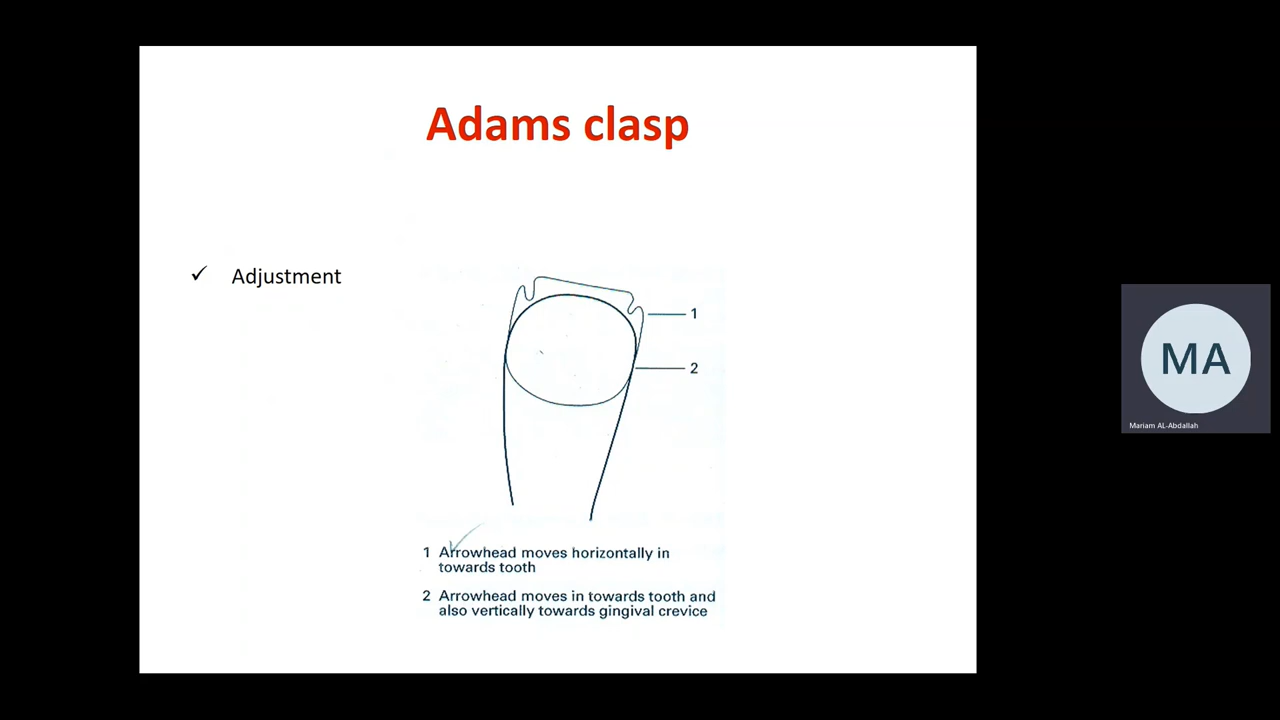 Adams clasp
✓ Adjustment
1
2
1 Arrowhead moves horizontally in
towards tooth
2 Arrowhead moves in towards tooth and
also vertically towards gingival crevice
MA
Mariam AL-Abdallah